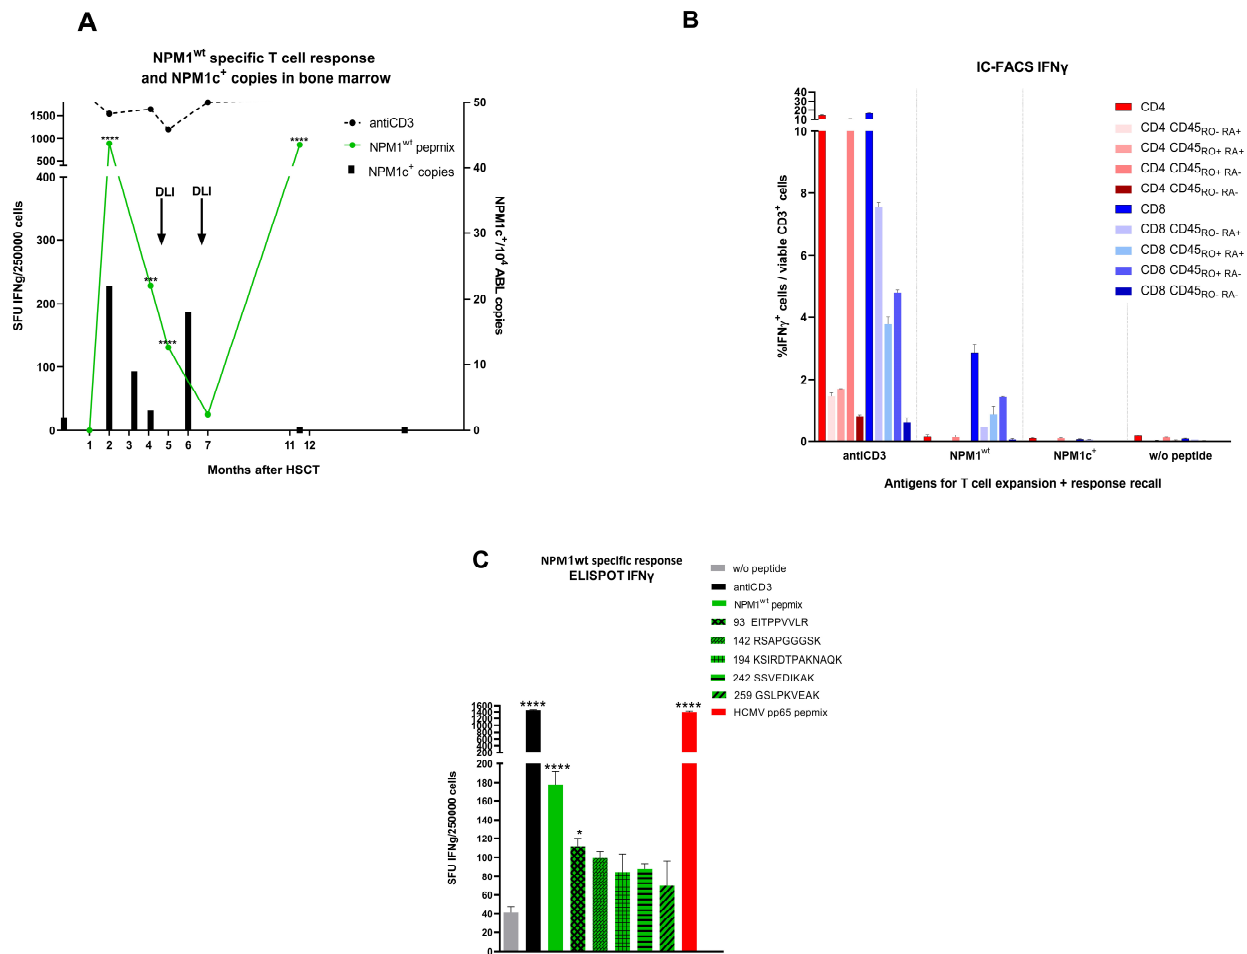 A
NPM1wt specific T cell response
and NPM1c+ copies in bone marrow
antiCD3
NPM1wt pepmix
NPM1c+ copies
1500
1000
500
400
300
200
100
0
SFU IFNg/250000 cells
50
40
30
20
10
0
NPM1c+/10⁴ ABL copies
****
***
****
****
DLI
DLI
1 2 3 4 5 6 7 11 12
Months after HSCT
B
IC-FACS IFNγ
40
30
20
10
10
8
6
4
2
0
%IFNγ+ cells / viable CD3+ cells
CD4
CD4 CD45RO- RA+
CD4 CD45RO+ RA+
CD4 CD45RO+ RA-
CD4 CD45RO- RA-
CD8
CD8 CD45RO- RA+
CD8 CD45RO+ RA+
CD8 CD45RO+ RA-
CD8 CD45RO- RA-
antiCD3 NPM1wt NPM1c+ w/o peptide
Antigens for T cell expansion + response recall
C
NPM1wt specific response
ELISPOT IFNγ
w/o peptide
antiCD3
NPM1wt pepmix
93 EITPPVVLR
142 RSAPGGGSK
194 KSIRDTPAKNAQK
242 SSVEDIKAK
259 GSLPKVEAK
HCMV pp65 pepmix
1600
1400
1200
1000
800
600
400
200
200
180
160
140
120
100
80
60
40
20
0
SFU IFNg/250000 cells
****
****
*
****